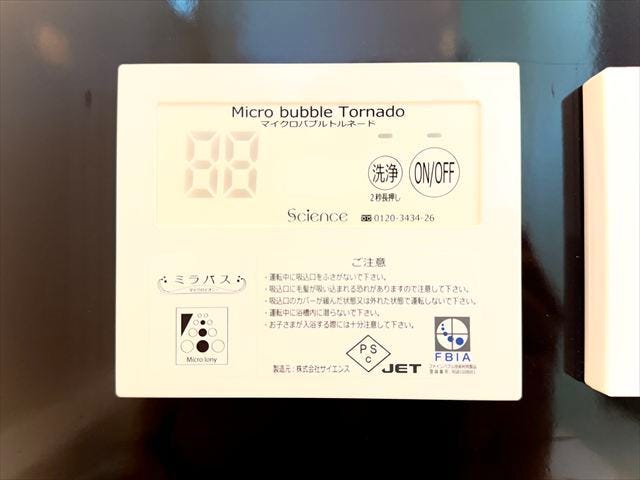 Micro bubble Tornado
マイクロバブルトルネード
88
洗浄
ON/OFF
2秒長押し
Science 0120-3434-26
ご注意
・運転中に吸込口をふさがないで下さい。
・吸込口に毛髪が吸い込まれる恐れがありますので注意して下さい。
・吸込口のカバーが緩んだ状態又は外れた状態で運転しないで下さい。
・運転中に浴槽内に潜らないで下さい。
・お子さまが入浴する際には十分注意して下さい。
ミラバス
Micro Iony
製造元：株式会社サイエンス
PS
C
JET
FBIA